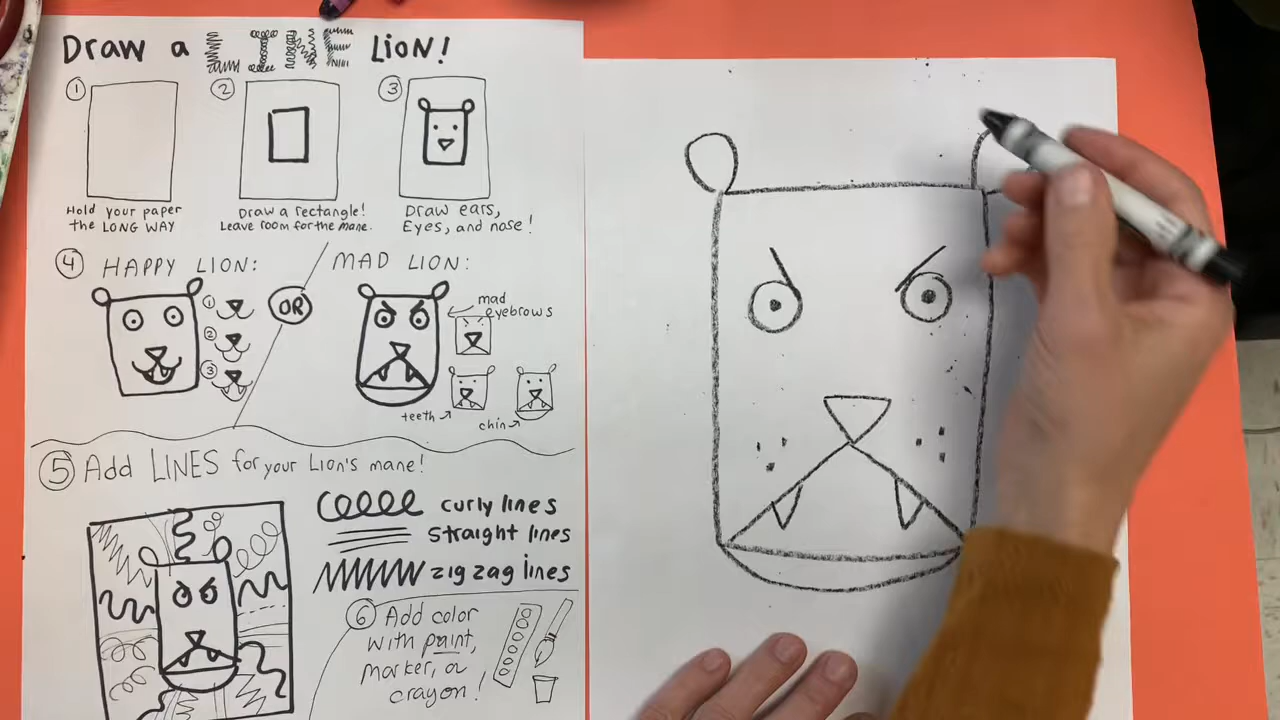 Draw a LINE LiON!
① ② ③
Hold your paper
the LONG WAY
Draw a rectangle!
Leave room for the mane.
Draw ears,
Eyes, and nose!
④ HAPPY LION:
OR
MAD LION:
①
②
③
mad
eyebrows
teeth
chin
⑤ Add LINES for your Lion's mane!
curly lines
straight lines
zig zag lines
⑥ Add color
with paint,
marker, or
crayon!